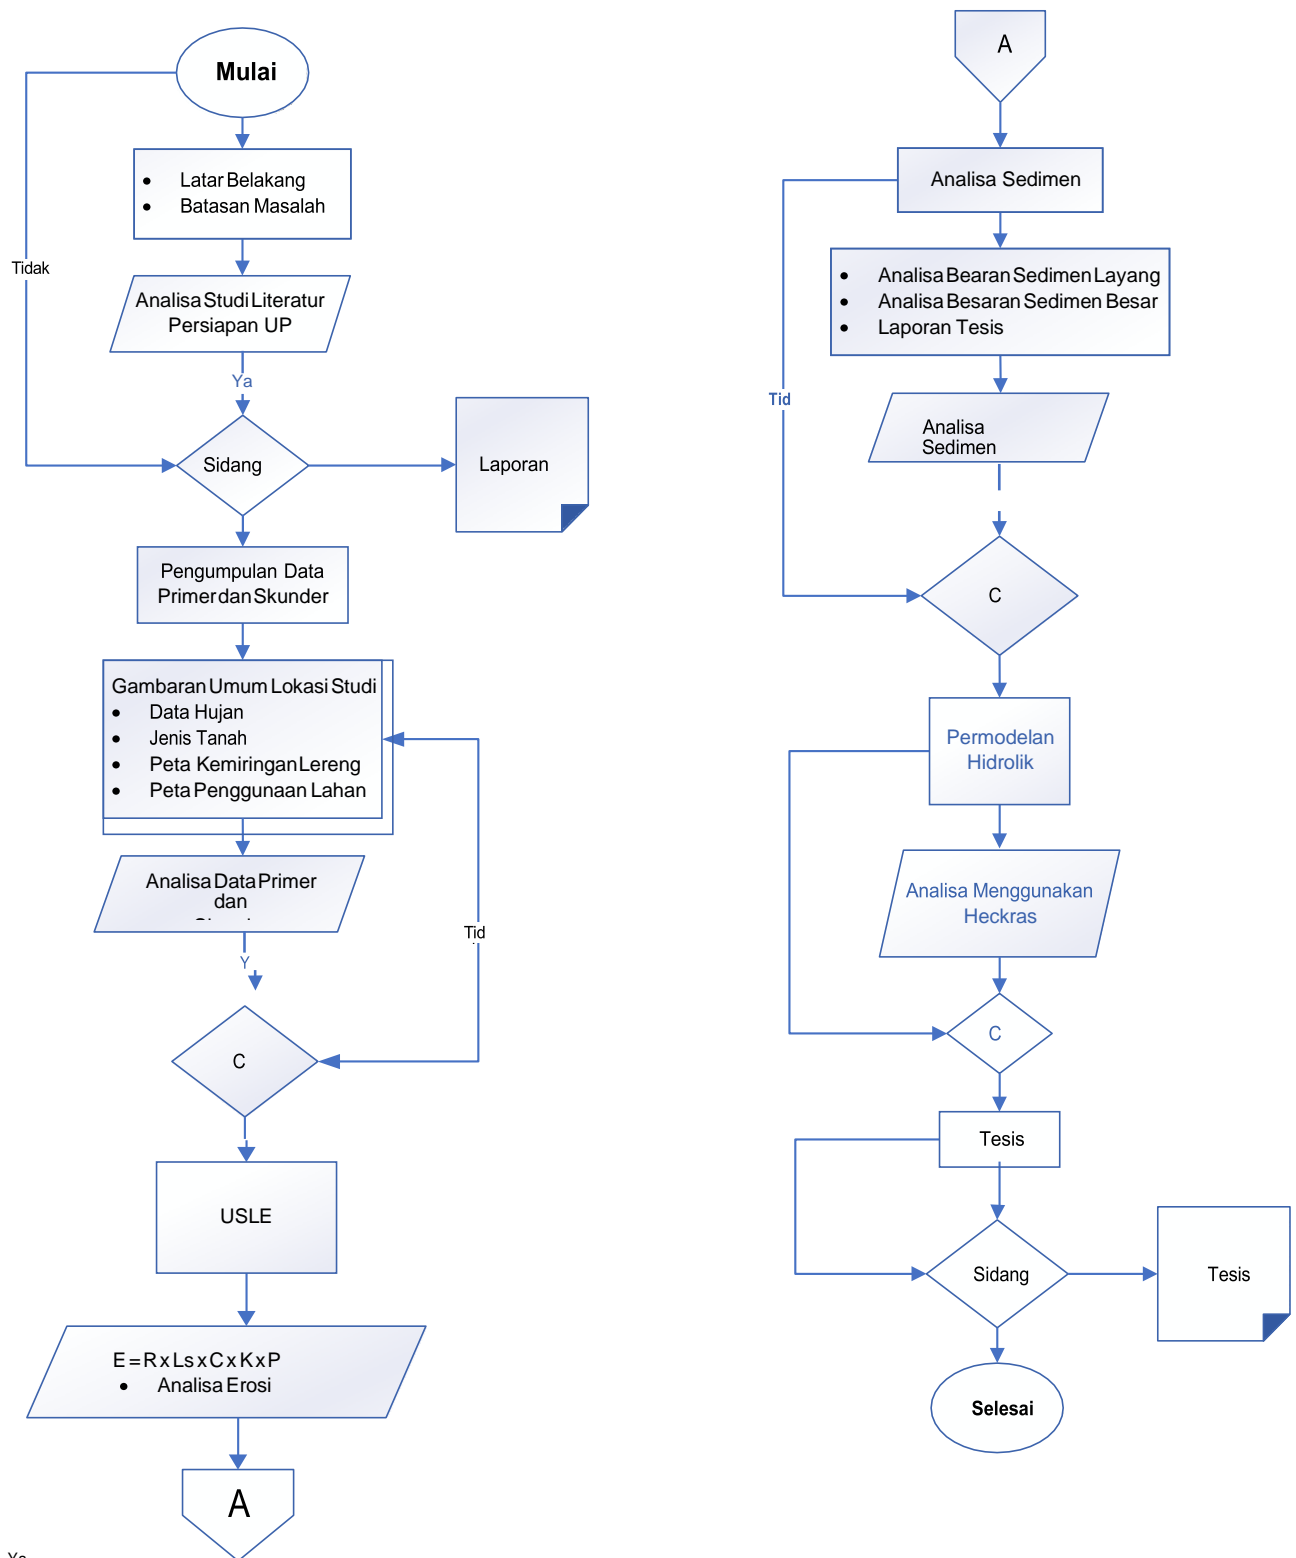 Mulai
• Latar Belakang
• Batasan Masalah
Tidak
Analisa Studi Literatur
Persiapan UP
Ya
Sidang
Laporan
Pengumpulan Data
Primer dan Skunder
Gambaran Umum Lokasi Studi
• Data Hujan
• Jenis Tanah
• Peta Kemiringan Lereng
• Peta Penggunaan Lahan
Analisa Data Primer
dan
Tid
Y
C
USLE
E = R x Ls x C x K x P
• Analisa Erosi
A
Ya
A
Analisa Sedimen
• Analisa Bearan Sedimen Layang
• Analisa Besaran Sedimen Besar
• Laporan Tesis
Tid
Analisa
Sedimen
C
Permodelan
Hidrolik
Analisa Menggunakan
Heckras
C
Tesis
Sidang
Tesis
Selesai